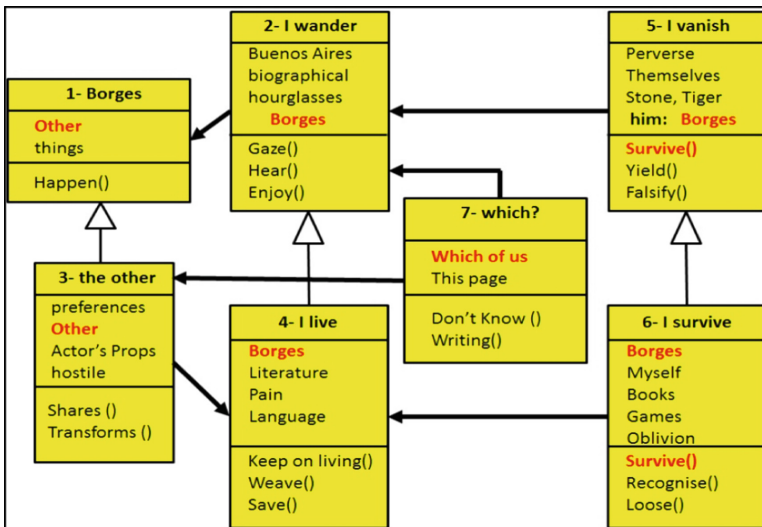 1- Borges
Other
things
Happen()
2- I wander
Buenos Aires
biographical
hourglasses
Borges
Gaze()
Hear()
Enjoy()
3- the other
preferences
Other
Actor's Props
hostile
Shares ()
Transforms ()
4- I live
Borges
Literature
Pain
Language
Keep on living()
Weave()
Save()
5- I vanish
Perverse
Themselves
Stone, Tiger
him: Borges
Survive()
Yield()
Falsify()
6- I survive
Borges
Myself
Books
Games
Oblivion
Survive()
Recognise()
Loose()
7- which?
Which of us
This page
Don't Know ()
Writing()